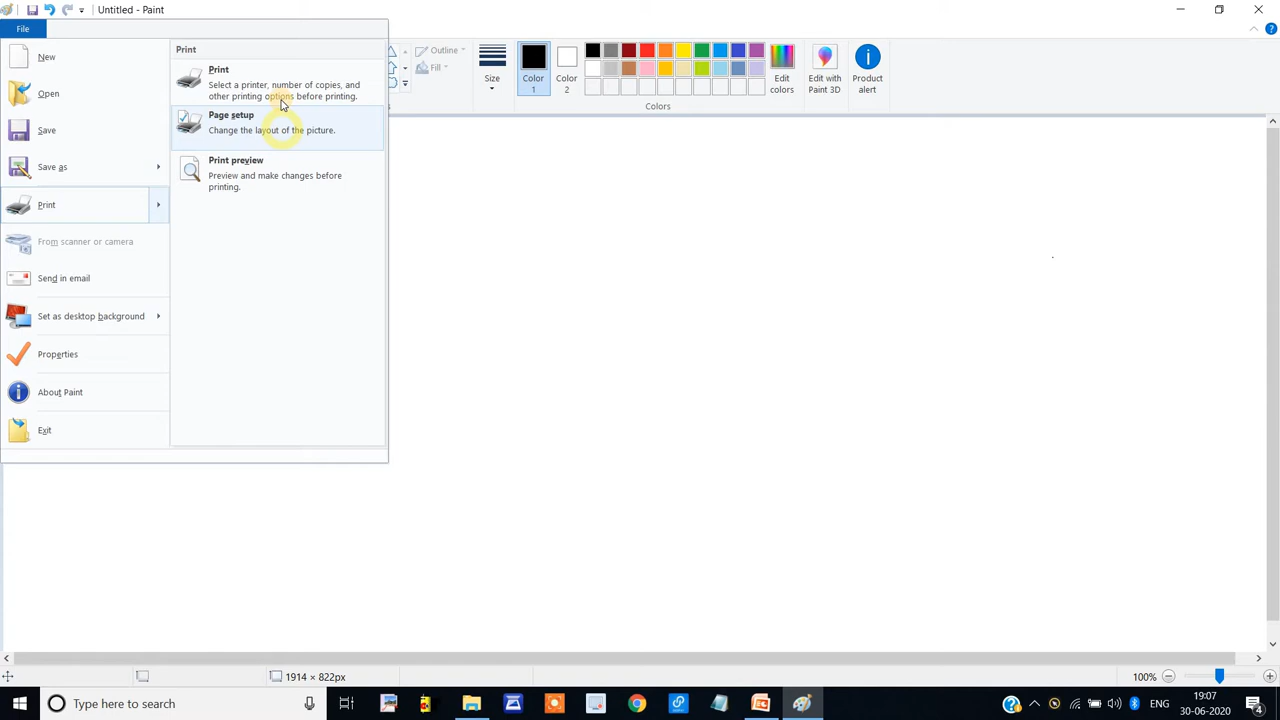 Untitled - Paint
File
New
Open
Save
Save as
Print
From scanner or camera
Send in email
Set as desktop background
Properties
About Paint
Exit
Print
Print
Select a printer, number of copies, and
other printing options before printing.
Page setup
Change the layout of the picture.
Print preview
Preview and make changes before
printing.
Outline
Fill
Size
Color
1
Color
2
Edit
colors
Edit with
Paint 3D
Product
alert
Colors
1914 × 822px
100%
Type here to search
ENG
19:07
30-06-2020
4